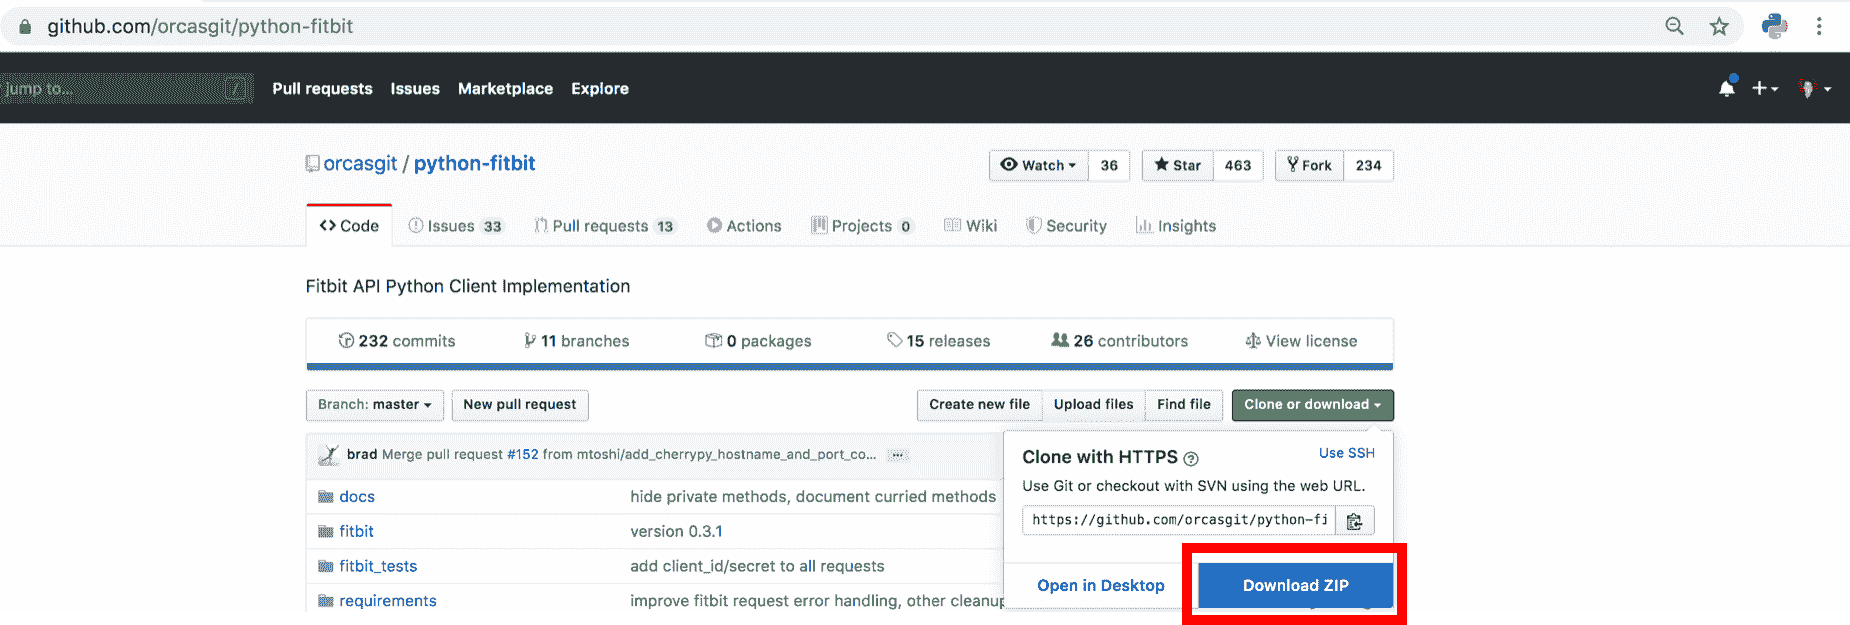 github.com/orcasgit/python-fitbit
jump to... /
Pull requests Issues Marketplace Explore
orcasgit / python-fitbit
Watch 36 Star 463 Fork 234
Code Issues 33 Pull requests 13 Actions Projects 0 Wiki Security Insights
Fitbit API Python Client Implementation
232 commits 11 branches 0 packages 15 releases 26 contributors View license
Branch: master New pull request Create new file Upload files Find file Clone or download
brad Merge pull request #152 from mtoshi/add_cherrypy_hostname_and_port_co... ...
docs hide private methods, document curried methods
fitbit version 0.3.1
fitbit_tests add client_id/secret to all requests
requirements improve fitbit request error handling, other cleanup
Clone with HTTPS ? Use SSH
Use Git or checkout with SVN using the web URL.
https://github.com/orcasgit/python-fi
Open in Desktop Download ZIP